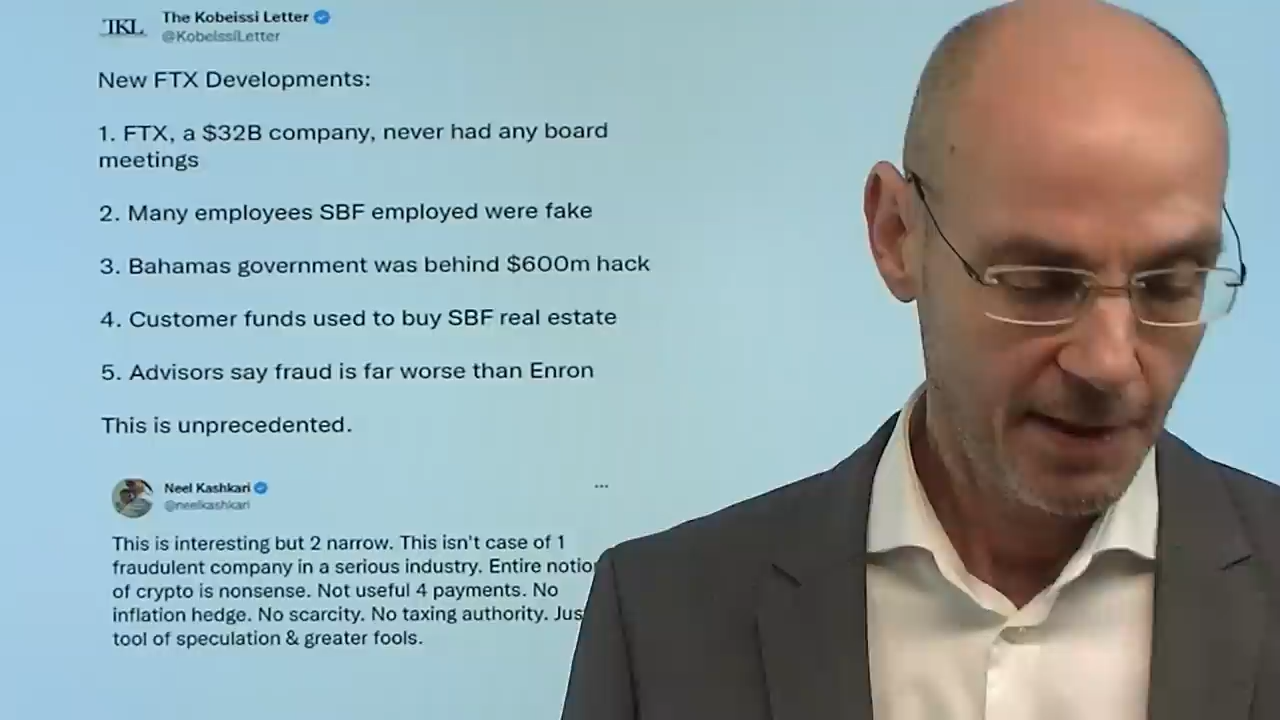 TKL
The Kobeissi Letter
@KobeissiLetter
New FTX Developments:
1. FTX, a $32B company, never had any board
meetings
2. Many employees SBF employed were fake
3. Bahamas government was behind $600m hack
4. Customer funds used to buy SBF real estate
5. Advisors say fraud is far worse than Enron
This is unprecedented.
Neel Kashkari
...
@neelkashkari
This is interesting but 2 narrow. This isn't case of 1
fraudulent company in a serious industry. Entire
of crypto is nonsense. Not useful 4 payments. No
inflation hedge. No scarcity. No taxing authority.
tool of speculation & greater fools.